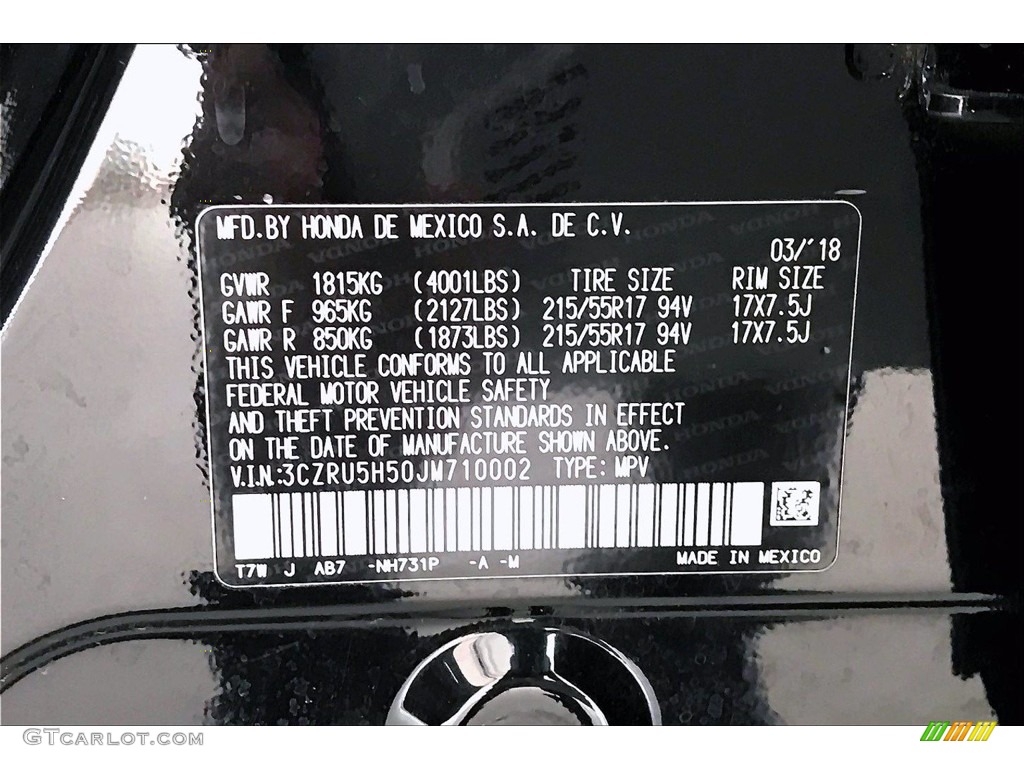 MFD.BY HONDA DE MEXICO S.A. DE C.V.
03/'18
GVWR 1815KG (4001LBS) TIRE SIZE RIM SIZE
GAWR F 965KG (2127LBS) 215/55R17 94V 17X7.5J
GAWR R 850KG (1873LBS) 215/55R17 94V 17X7.5J
THIS VEHICLE CONFORMS TO ALL APPLICABLE
FEDERAL MOTOR VEHICLE SAFETY
AND THEFT PREVENTION STANDARDS IN EFFECT
ON THE DATE OF MANUFACTURE SHOWN ABOVE.
V.I.N:3CZRU5H50JM710002 TYPE: MPV
T7W J AB7 -NH731P -A -M MADE IN MEXICO
GTCARLOT.COM